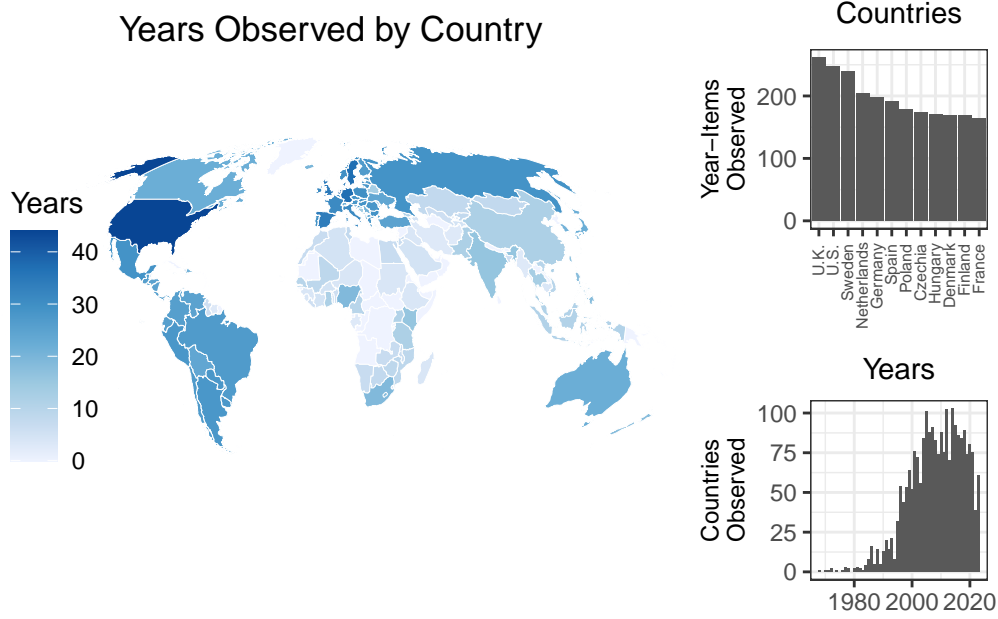 Years Observed by Country
Years
40
30
20
10
0
Countries
Year−Items
Observed
200
100
0
U.K.
U.S.
Sweden
Netherlands
Germany
Spain
Poland
Czechia
Hungary
Denmark
Finland
France
Years
Countries
Observed
100
75
50
25
0
1980 2000 2020